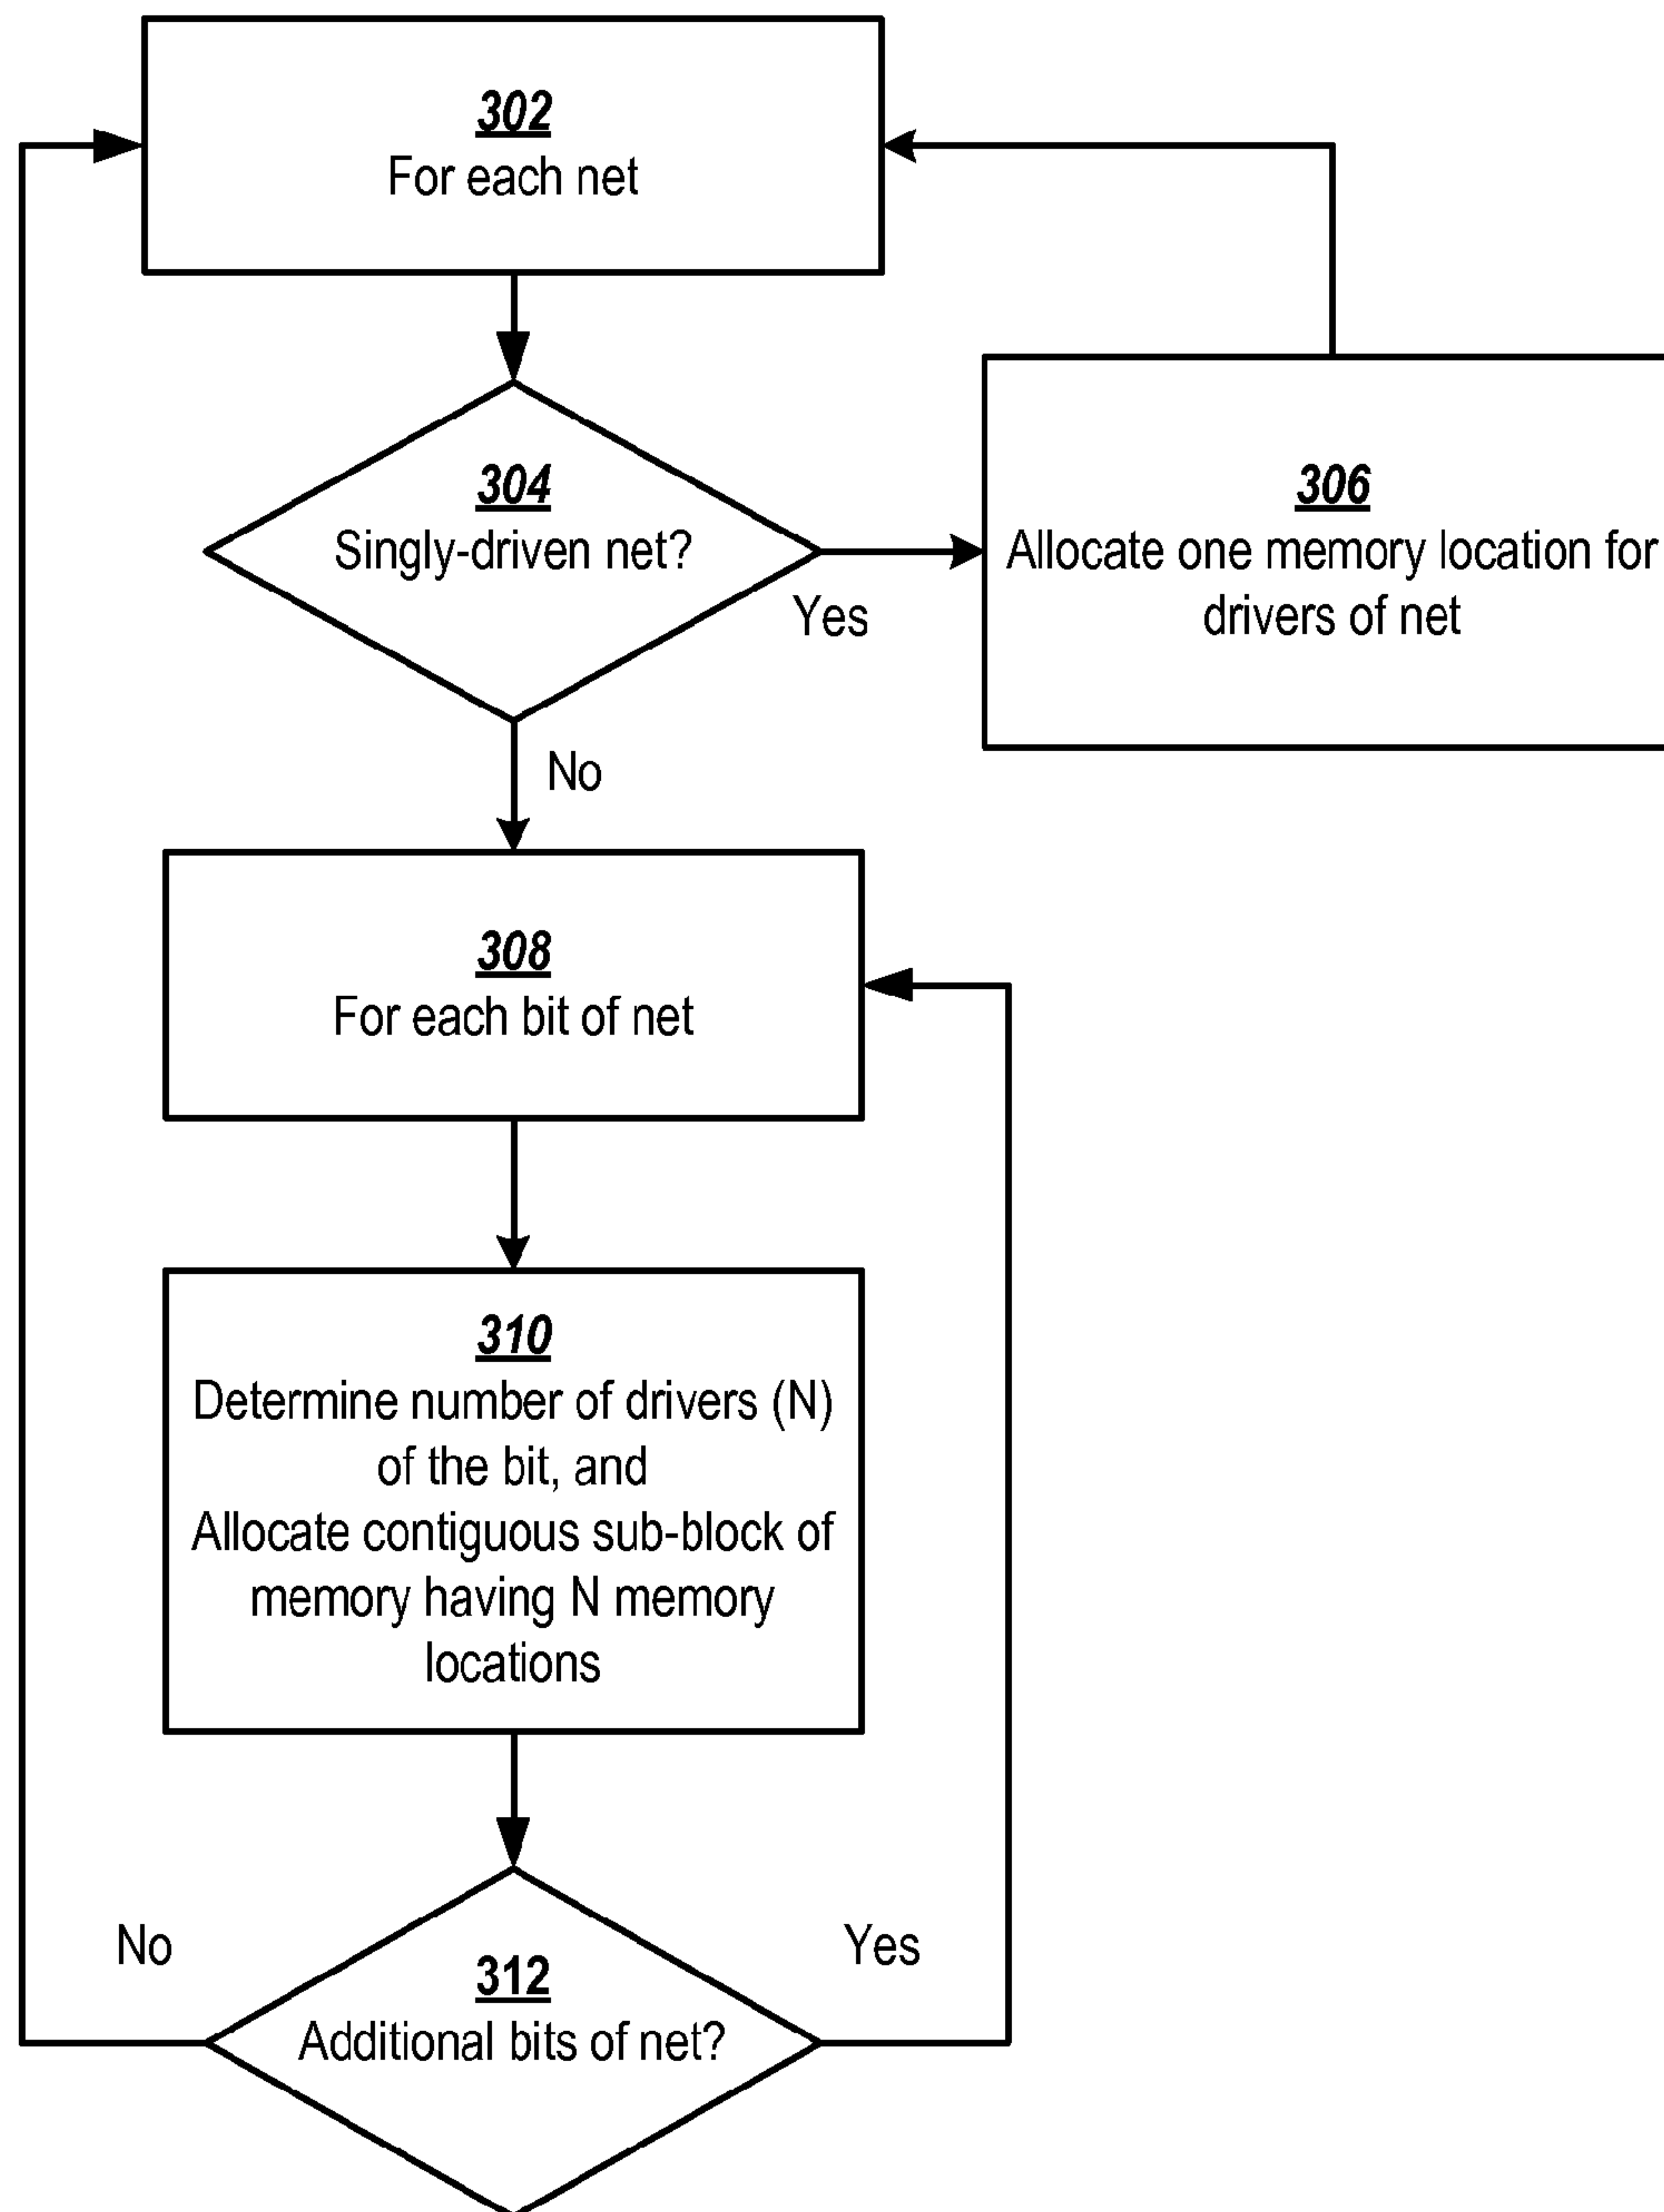 302
For each net
304
Singly-driven net?
Yes
306
Allocate one memory location for
drivers of net
No
308
For each bit of net
310
Determine number of drivers (N)
of the bit, and
Allocate contiguous sub-block of
memory having N memory
locations
No
Yes
312
Additional bits of net?